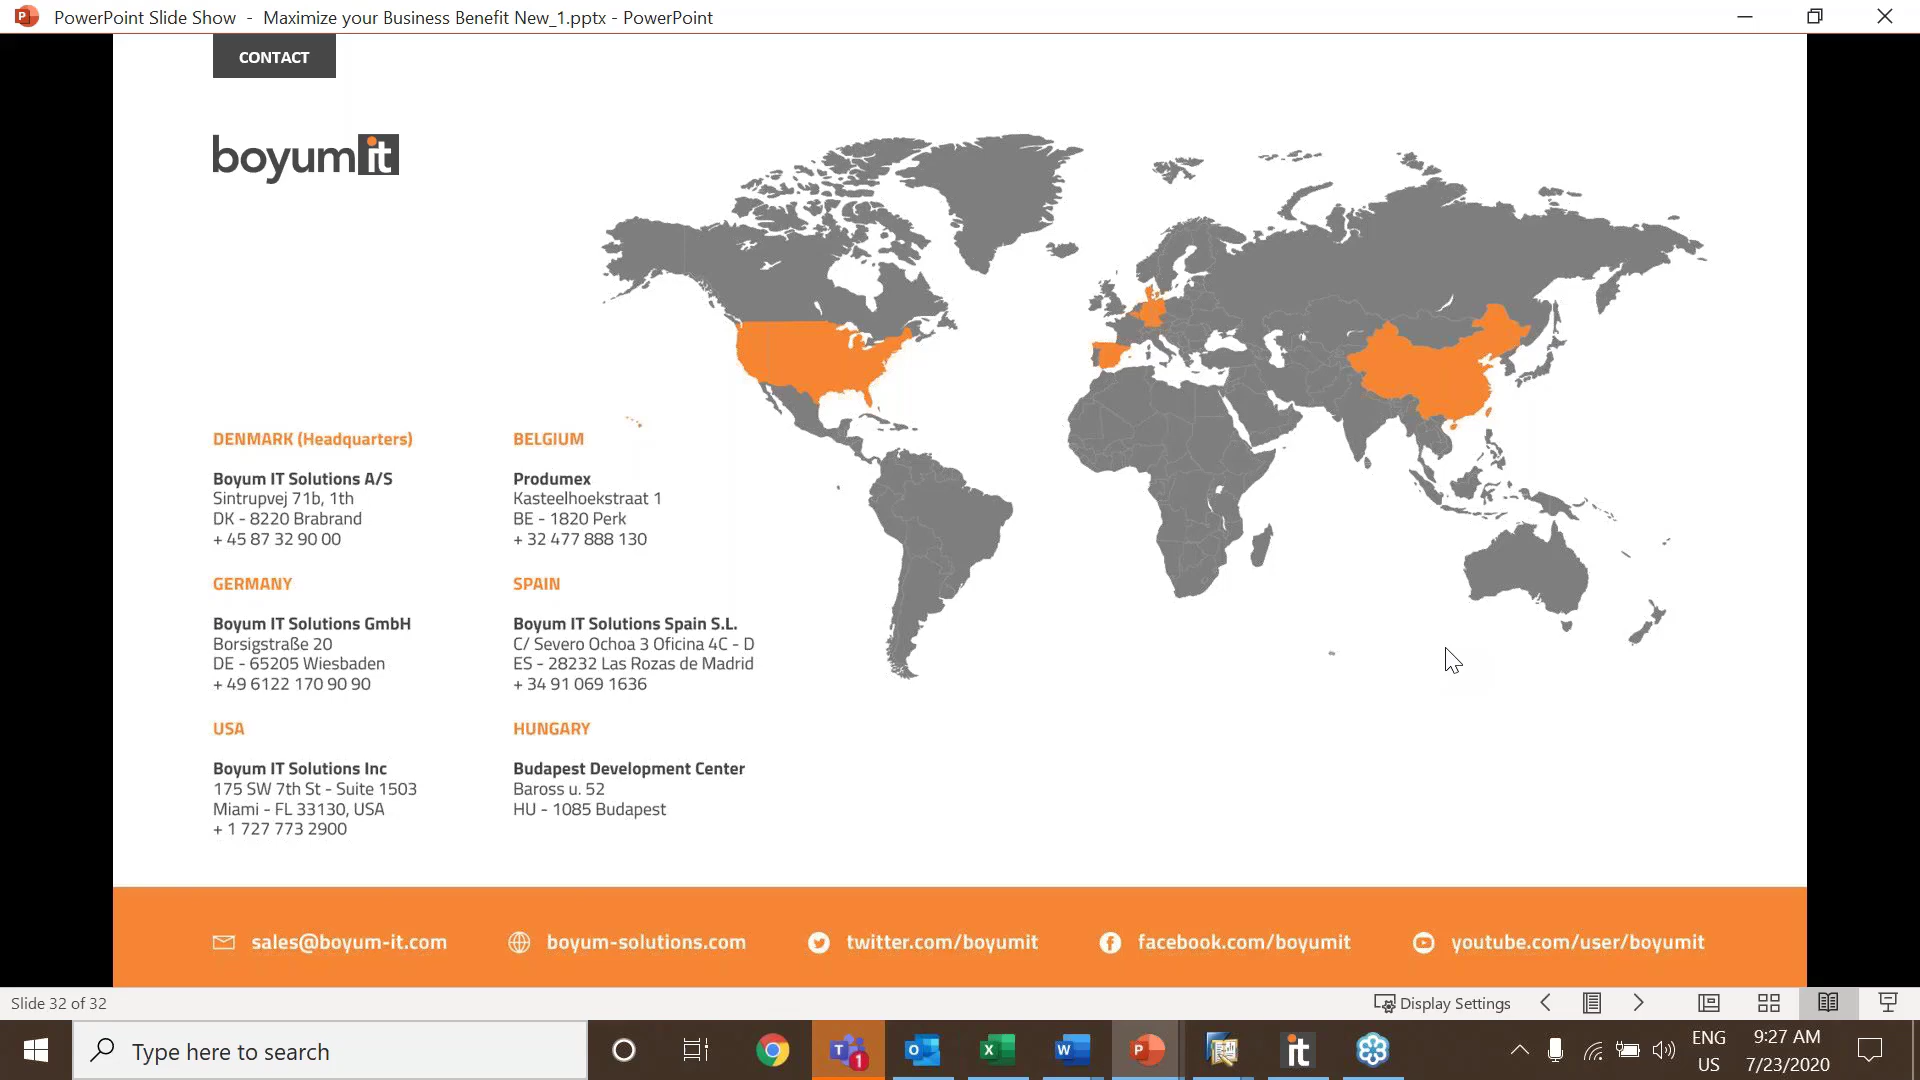 PowerPoint Slide Show - Maximize your Business Benefit New_1.pptx - PowerPoint
CONTACT
boyumit
DENMARK (Headquarters)
Boyum IT Solutions A/S
Sintrupvej 71b, 1th
DK - 8220 Brabrand
+ 45 87 32 90 00
BELGIUM
Produmex
Kasteelhoekstraat 1
BE - 1820 Perk
+ 32 477 888 130
GERMANY
Boyum IT Solutions GmbH
Borsigstraße 20
DE - 65205 Wiesbaden
+ 49 6122 170 90 90
SPAIN
Boyum IT Solutions Spain S.L.
C/ Severo Ochoa 3 Oficina 4C - D
ES - 28232 Las Rozas de Madrid
+ 34 91 069 1636
USA
Boyum IT Solutions Inc
175 SW 7th St - Suite 1503
Miami - FL 33130, USA
+ 1 727 773 2900
HUNGARY
Budapest Development Center
Baross u. 52
HU - 1085 Budapest
sales@boyum-it.com
boyum-solutions.com
twitter.com/boyumit
facebook.com/boyumit
youtube.com/user/boyumit
Slide 32 of 32
Display Settings
Type here to search
1
it
ENG
US
9:27 AM
7/23/2020